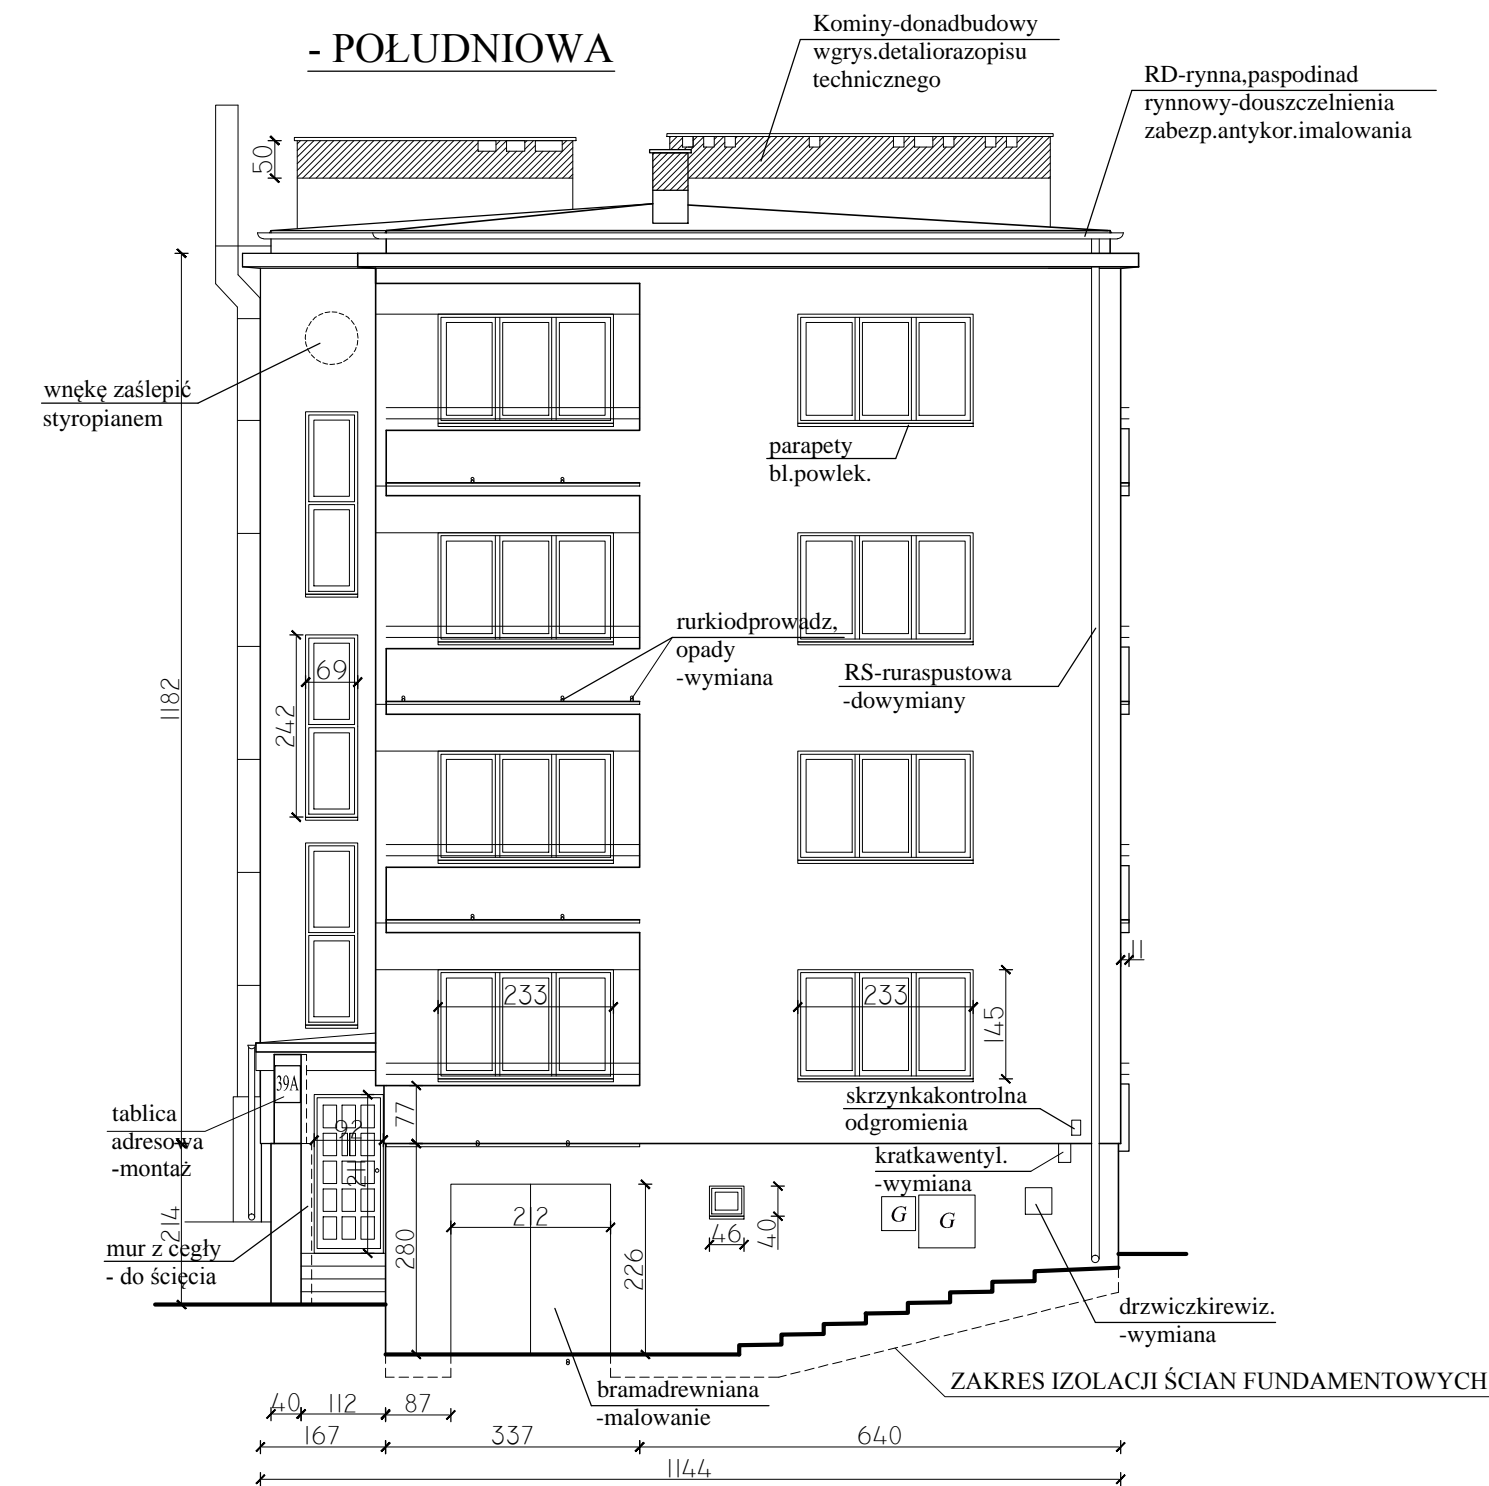 - POŁUDNIOWA
Kominy-donadbudowy
wgrys.detaliorazopisu
technicznego
RD-rynna,paspodinad
rynnowy-douszczelnienia
zabezp.antykor.imalowania
50
wnękę zaślepić
styropianem
parapety
bl.powlek.
rurkiodprowadz,
opady
-wymiana
RS-ruraspustowa
-dowymiany
69
242
1182
11
233
233
145
39A
tablica
adresowa
-montaż
77
92
211
skrzynkakontrolna
odgromienia
kratkawentyl.
-wymiana
G
G
214
mur z cegły
- do ścięcia
280
212
226
46
40
drzwiczkirewiz.
-wymiana
bramadrewniana
-malowanie
ZAKRES IZOLACJI ŚCIAN FUNDAMENTOWYCH
40
112
87
167
337
640
1144